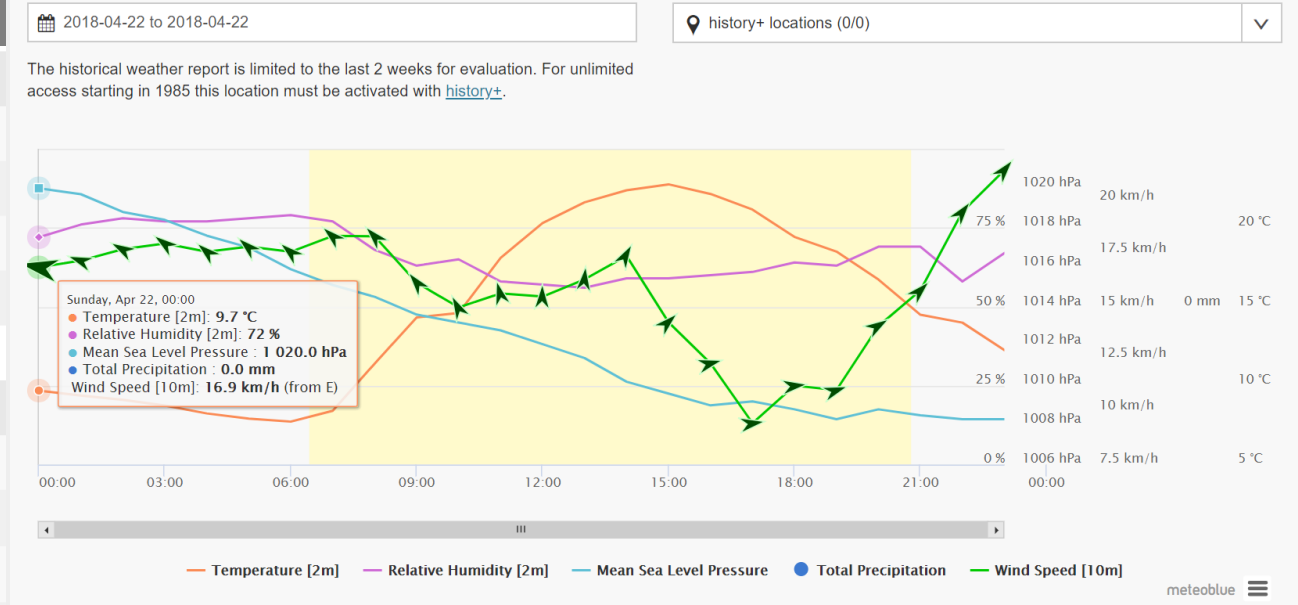 2018-04-22 to 2018-04-22
history+ locations (0/0)
The historical weather report is limited to the last 2 weeks for evaluation. For unlimited
access starting in 1985 this location must be activated with history+.
1020 hPa
20 km/h
75 % 1018 hPa 20 °C
17.5 km/h
1016 hPa
50 % 1014 hPa 15 km/h 0 mm 15 °C
1012 hPa
12.5 km/h
25 % 1010 hPa 10 °C
10 km/h
1008 hPa
0 % 1006 hPa 7.5 km/h 5 °C
Sunday, Apr 22, 00:00
Temperature [2m]: 9.7 °C
Relative Humidity [2m]: 72 %
Mean Sea Level Pressure : 1 020.0 hPa
Total Precipitation : 0.0 mm
Wind Speed [10m]: 16.9 km/h (from E)
00:00 03:00 06:00 09:00 12:00 15:00 18:00 21:00 00:00
Temperature [2m] Relative Humidity [2m] Mean Sea Level Pressure Total Precipitation Wind Speed [10m]
meteoblue